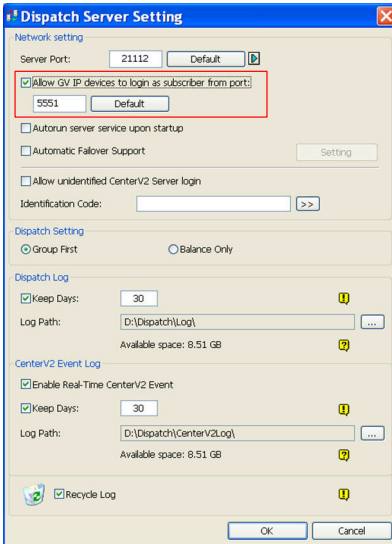 Dispatch Server Setting
Network setting
Server Port: 21112 Default
Allow GV IP devices to login as subscriber from port:
5551 Default
Autorun server service upon startup
Automatic Failover Support Setting
Allow unidentified CenterV2 Server login
Identification Code: >>
Dispatch Setting
Group First Balance Only
Dispatch Log
Keep Days: 30
Log Path: D:\Dispatch\Log\ ...
Available space: 8.51 GB
CenterV2 Event Log
Enable Real-Time CenterV2 Event
Keep Days: 30
Log Path: D:\Dispatch\CenterV2Log\ ...
Available space: 8.51 GB
Recycle Log
OK Cancel